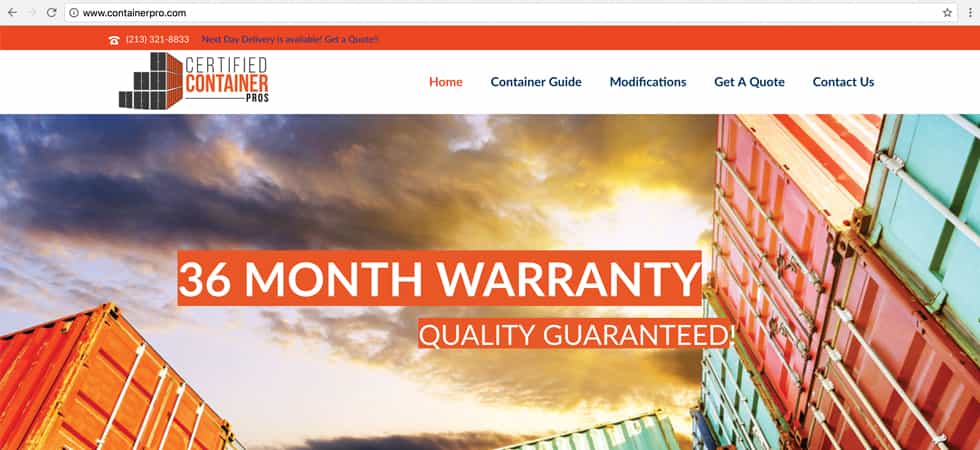 www.containerpro.com
(213) 321-8833 Next Day Delivery is available! Get a Quote!!
CERTIFIED
CONTAINER
PROS
Home Container Guide Modifications Get A Quote Contact Us
36 MONTH WARRANTY
QUALITY GUARANTEED!